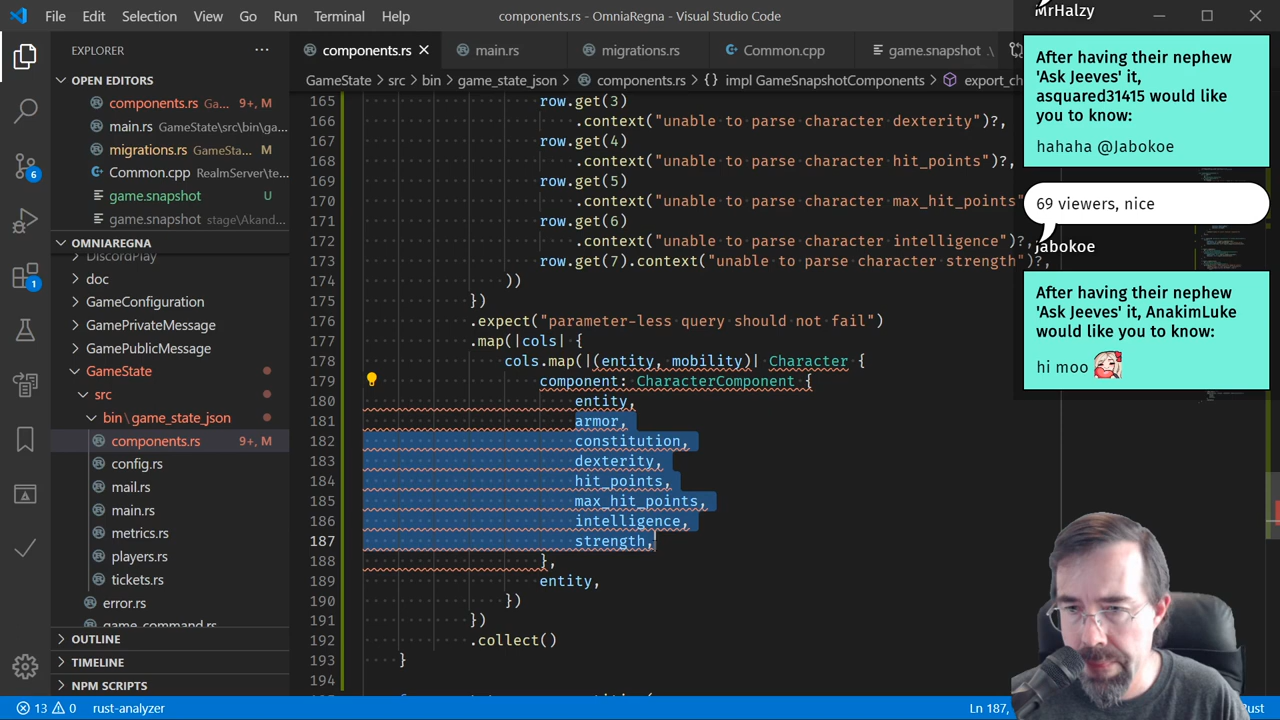 File Edit Selection View Go Run Terminal Help
components.rs - OmniaRegna - Visual Studio Code
EXPLORER
OPEN EDITORS
components.rs Ga... 9+, M
main.rs GameState\src\bin\ga...
migrations.rs GameSta... M
Common.cpp RealmServer\te...
game.snapshot U
game.snapshot stage\Akand...
OMNIAREGNA
DiscordPlay
doc
GameConfiguration
GamePrivateMessage
GamePublicMessage
GameState
src
bin\game_state_json
components.rs 9+, M
config.rs
mail.rs
main.rs
metrics.rs
players.rs
tickets.rs
error.rs
game_command.rs
OUTLINE
TIMELINE
NPM SCRIPTS
6
1
components.rs main.rs migrations.rs Common.cpp game.snapshot .\
GameState > src > bin > game_state_json > components.rs > {} impl GameSnapshotComponents > export_ch
165 row.get(3)
166 .context("unable to parse character dexterity")?,
167 row.get(4)
168 .context("unable to parse character hit_points")?,
169 row.get(5)
170 .context("unable to parse character max_hit_points"
171 row.get(6)
172 .context("unable to parse character intelligence")?,
173 row.get(7).context("unable to parse character strength")?,
174 ))
175 })
176 .expect("parameter-less query should not fail")
177 .map(|cols| {
178 cols.map(|(entity, mobility)| Character {
179 component: CharacterComponent {
180 entity,
181 armor,
182 constitution,
183 dexterity,
184 hit_points,
185 max_hit_points,
186 intelligence,
187 strength,
188 },
189 entity,
190 })
191 })
192 .collect()
193 }
194
MrHalzy
After having their nephew
'Ask Jeeves' it,
asquared31415 would like
you to know:
hahaha @Jabokoe
69 viewers, nice
jabokoe
After having their nephew
'Ask Jeeves' it, AnakimLuke
would like you to know:
hi moo
13 0 rust-analyzer
Ln 187,
Rust